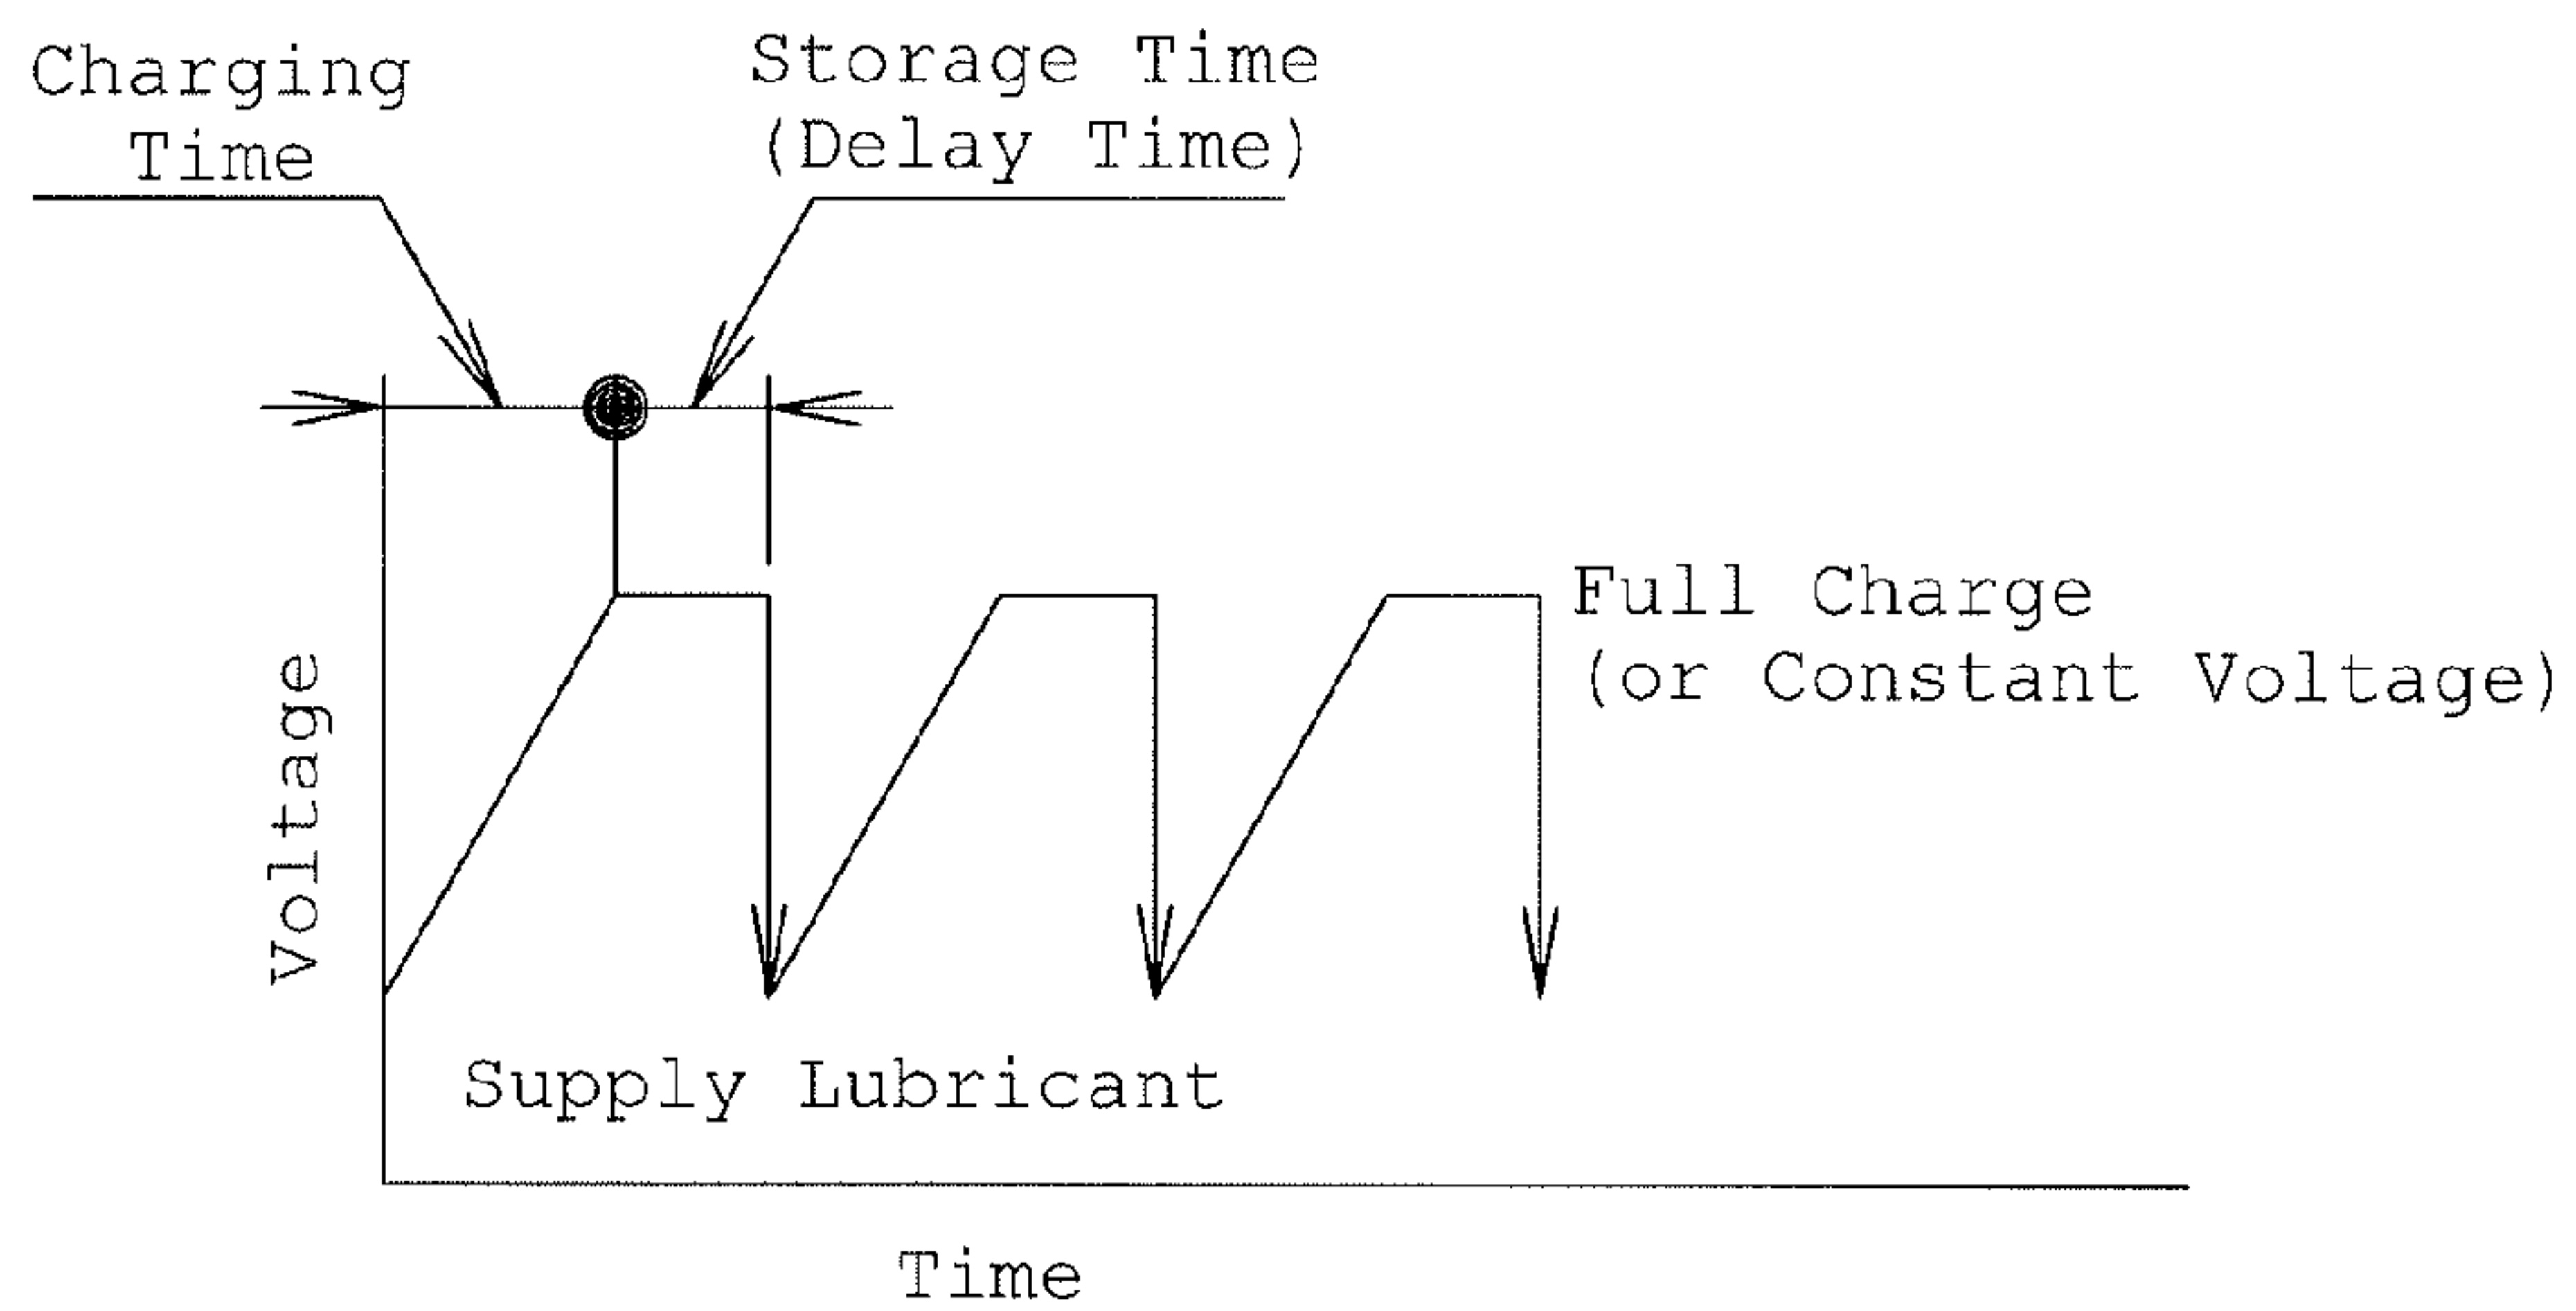 Charging
Time
Storage Time
(Delay Time)
Full Charge
(or Constant Voltage)
Voltage
Supply Lubricant
Time